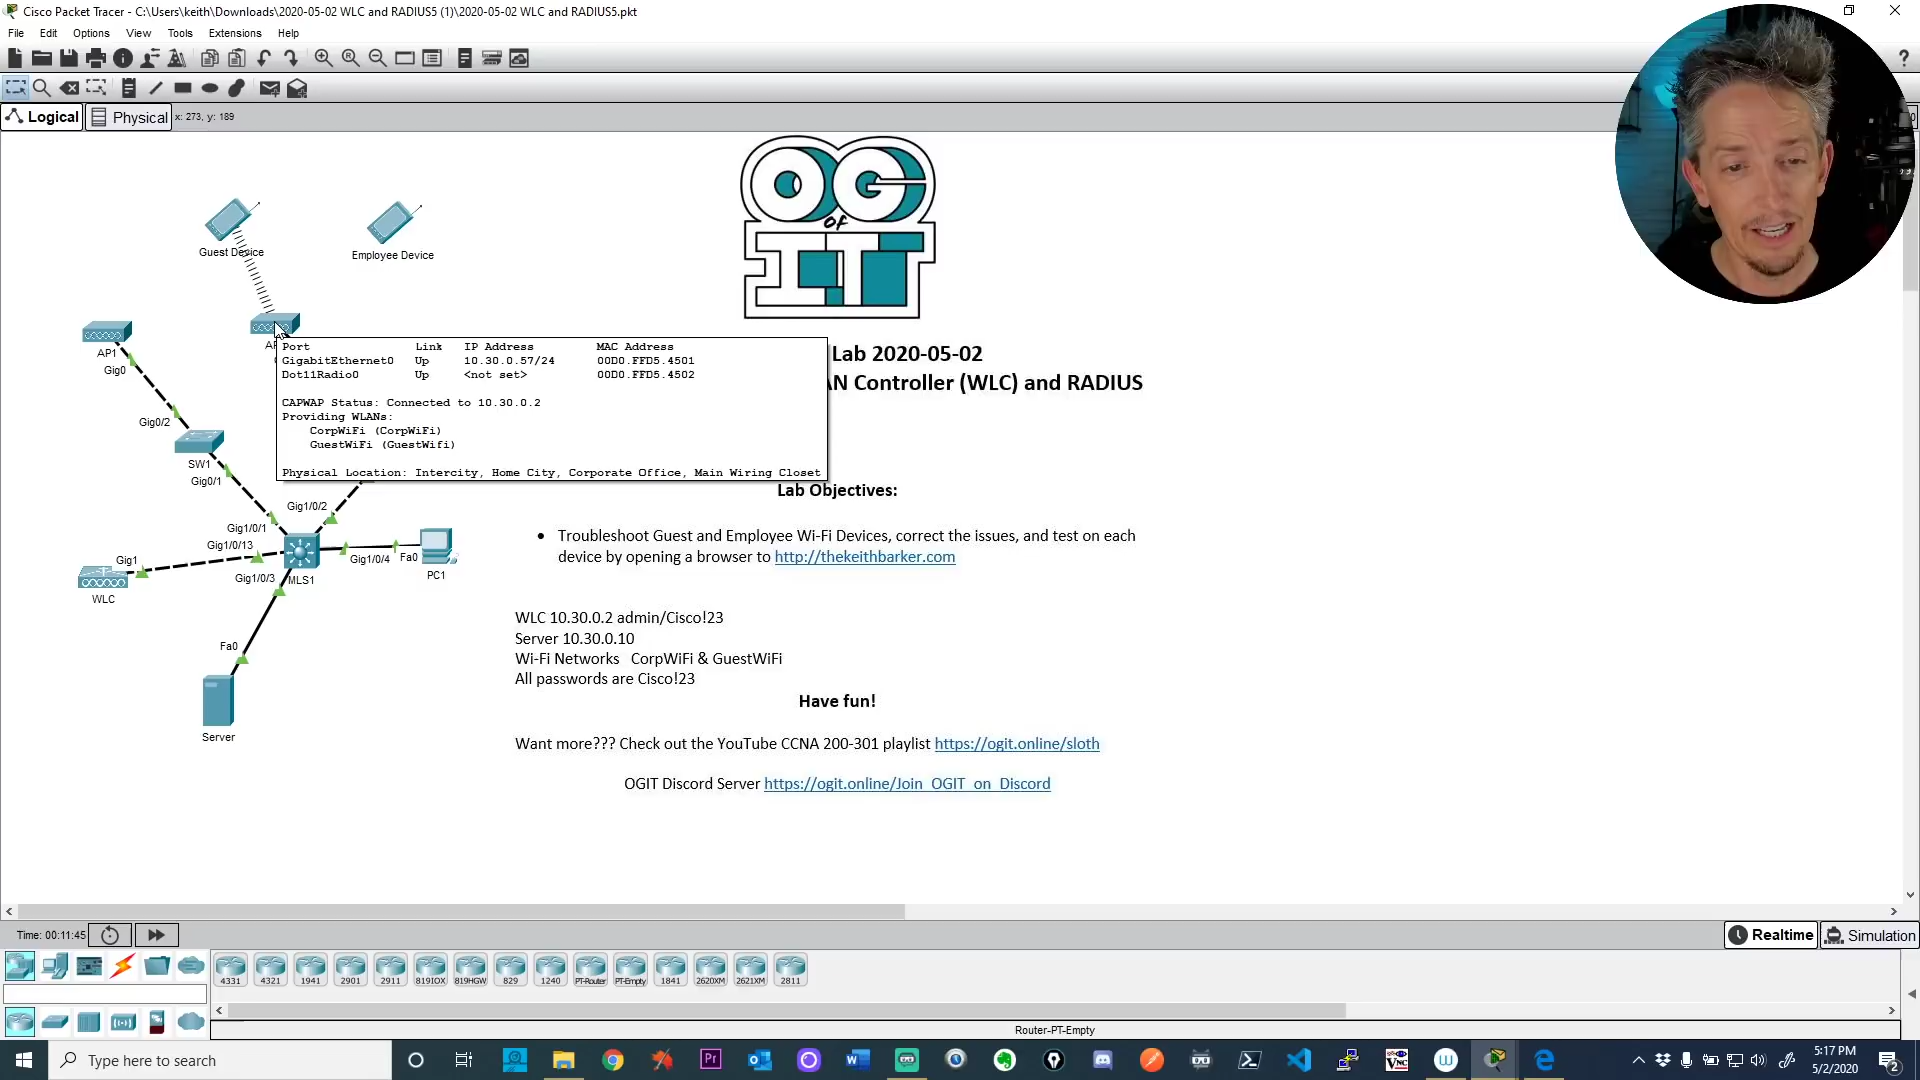 Cisco Packet Tracer - C:\Users\keith\Downloads\2020-05-02 WLC and RADIUS5 (1)\2020-05-02 WLC and RADIUS5.pkt
File Edit Options View Tools Extensions Help
Logical Physical x: 273, y: 189
OG
of
IT
Guest Device
Employee Device
AP1
Gig0
Gig0/2
SW1
Gig0/1
Port Link IP Address MAC Address
GigabitEthernet0 Up 10.30.0.57/24 00D0.FFD5.4501
Dot11Radio0 Up <not set> 00D0.FFD5.4502
CAPWAP Status: Connected to 10.30.0.2
Providing WLANs:
CorpWiFi (CorpWifi)
GuestWiFi (GuestWifi)
Physical Location: Intercity, Home City, Corporate Office, Main Wiring Closet
Gig1/0/2
Gig1/0/1
Gig1/0/13
Gig1
Gig1/0/3
MLS1
Gig1/0/4
Fa0
PC1
WLC
Fa0
Server
Lab 2020-05-02
AN Controller (WLC) and RADIUS
Lab Objectives:
• Troubleshoot Guest and Employee Wi-Fi Devices, correct the issues, and test on each
device by opening a browser to http://thekeithbarker.com
WLC 10.30.0.2 admin/Cisco!23
Server 10.30.0.10
Wi-Fi Networks CorpWiFi & GuestWiFi
All passwords are Cisco!23
Have fun!
Want more??? Check out the YouTube CCNA 200-301 playlist https://ogit.online/sloth
OGIT Discord Server https://ogit.online/Join_OGIT_on_Discord
Time: 00:11:45
Realtime Simulation
4331 4321 1941 2901 2911 819IOX 819HGW 829 1240 PT-Router PT-Empty 1841 2620XM 2621XM 2811
Router-PT-Empty
Type here to search
5:17 PM
5/2/2020
2